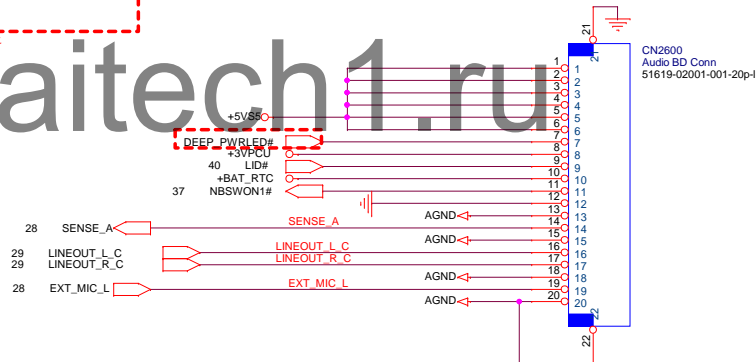 aitech1.ru
21
21
CN2600
Audio BD Conn
51619-02001-001-20p-l
1 1
2 2
3 3
4 4
+5VS5 5 5
6 6
DEEP_PWRLED# 7 7
+3VPCU 8 8
40 LID# 9 9
+BAT_RTC 10 10
37 NBSWON1# 11 11
12 12
AGND 13 13
28 SENSE_A SENSE_A 14 14
AGND 15 15
29 LINEOUT_L_C LINEOUT_L_C 16 16
29 LINEOUT_R_C LINEOUT_R_C 17 17
AGND 18 18
28 EXT_MIC_L EXT_MIC_L 19 19
AGND 20 20
22
22